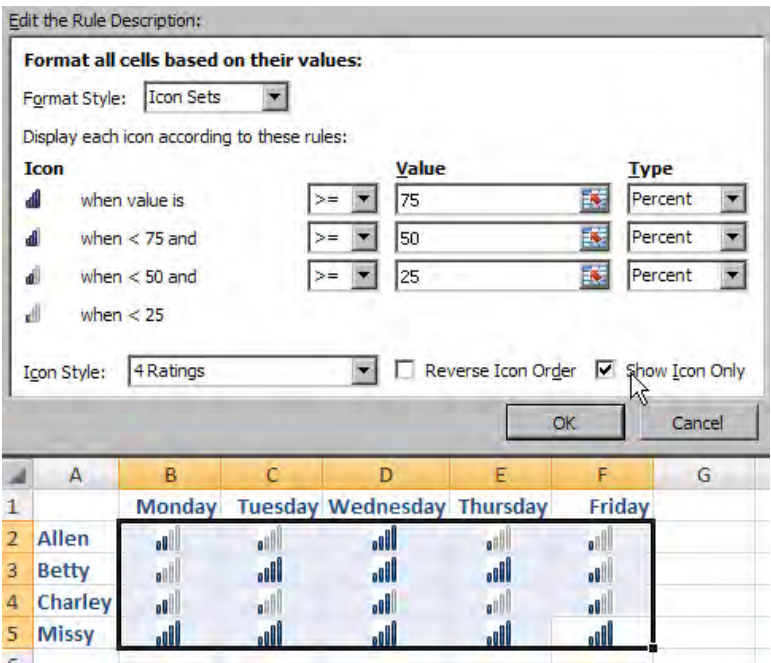 Edit the Rule Description:
Format all cells based on their values:
Format Style: Icon Sets
Display each icon according to these rules:
Icon Value Type
when value is >= 75 Percent
when < 75 and >= 50 Percent
when < 50 and >= 25 Percent
when < 25
Icon Style: 4 Ratings Reverse Icon Order Show Icon Only
OK Cancel
A B C D E F G
1 Monday Tuesday Wednesday Thursday Friday
2 Allen
3 Betty
4 Charley
5 Missy